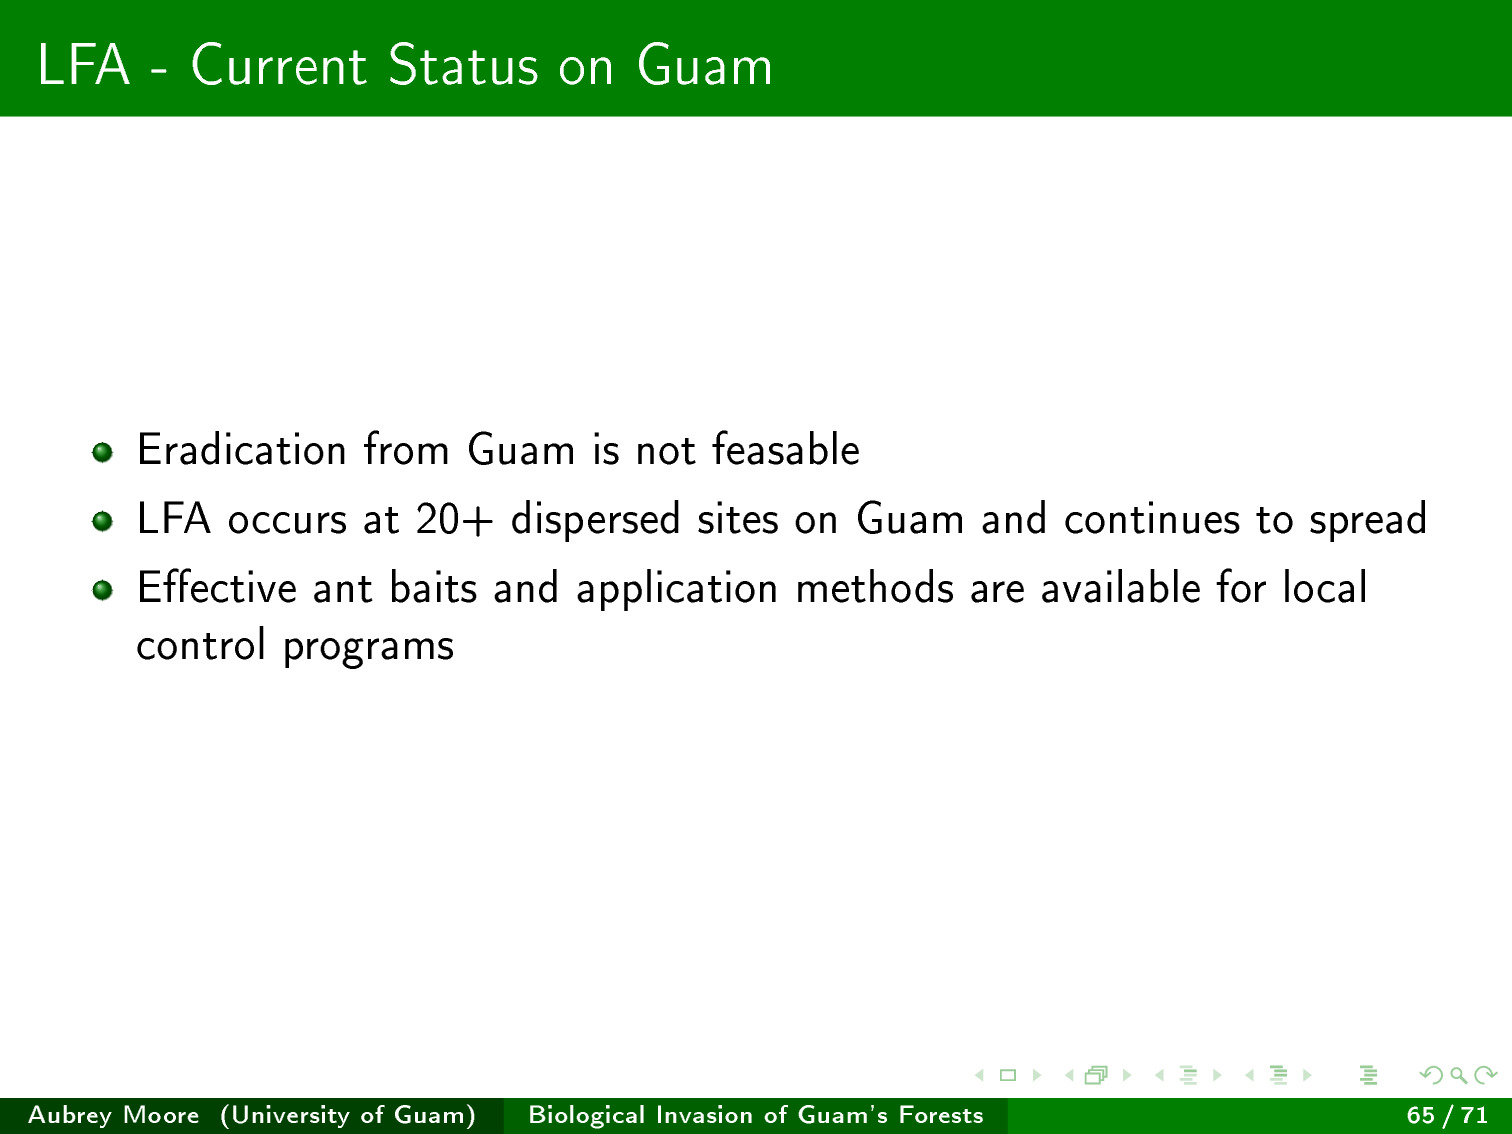 LFA - Current Status on Guam
Eradication from Guam is not feasable
LFA occurs at 20+ dispersed sites on Guam and continues to spread
Effective ant baits and application methods are available for local
control programs
Aubrey Moore (University of Guam) Biological Invasion of Guam's Forests 65 / 71